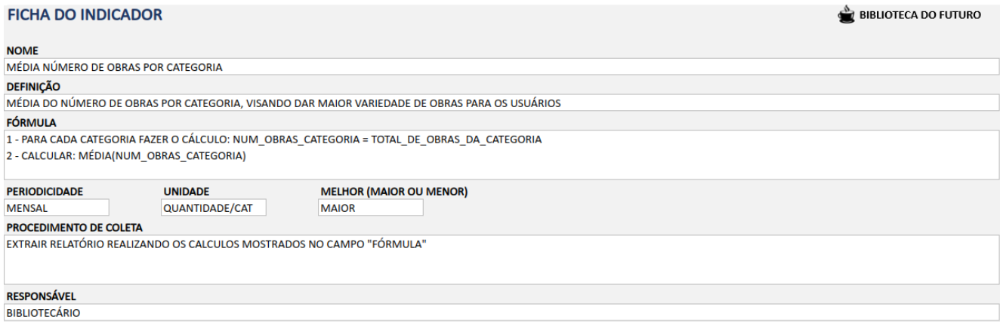 FICHA DO INDICADOR
BIBLIOTECA DO FUTURO
NOME
MÉDIA NÚMERO DE OBRAS POR CATEGORIA
DEFINIÇÃO
MÉDIA DO NÚMERO DE OBRAS POR CATEGORIA, VISANDO DAR MAIOR VARIEDADE DE OBRAS PARA OS USUÁRIOS
FÓRMULA
1 - PARA CADA CATEGORIA FAZER O CÁLCULO: NUM_OBRAS_CATEGORIA = TOTAL_DE_OBRAS_DA_CATEGORIA
2 - CALCULAR: MÉDIA(NUM_OBRAS_CATEGORIA)
PERIODICIDADE UNIDADE MELHOR (MAIOR OU MENOR)
MENSAL QUANTIDADE/CAT MAIOR
PROCEDIMENTO DE COLETA
EXTRAIR RELATÓRIO REALIZANDO OS CALCULOS MOSTRADOS NO CAMPO "FÓRMULA"
RESPONSÁVEL
BIBLIOTECÁRIO